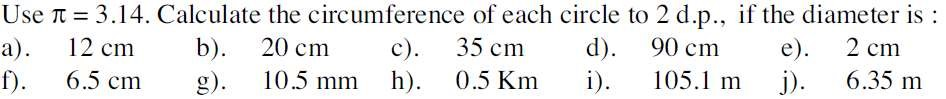 Use π = 3.14. Calculate the circumference of each circle to 2 d.p., if the diameter is :
a). 12 cm b). 20 cm c). 35 cm d). 90 cm e). 2 cm
f). 6.5 cm g). 10.5 mm h). 0.5 Km i). 105.1 m j). 6.35 m